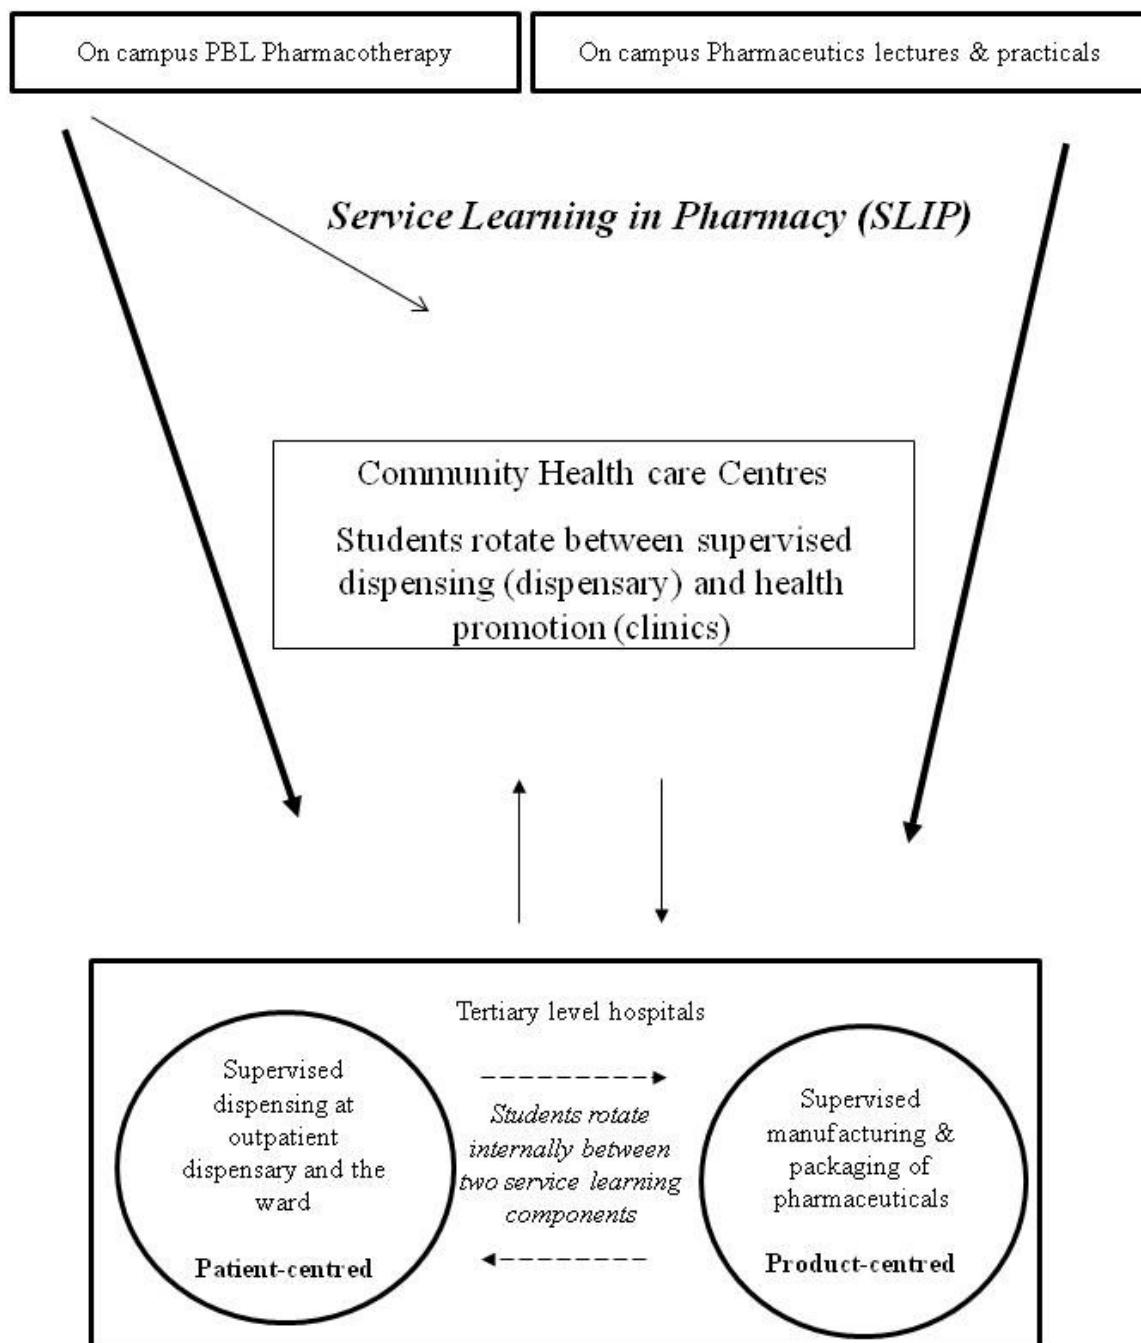 On campus PBL Pharmacotherapy
On campus Pharmaceutics lectures & practicals
Service Learning in Pharmacy (SLIP)
Community Health care Centres
Students rotate between supervised
dispensing (dispensary) and health
promotion (clinics)
Tertiary level hospitals
Supervised
dispensing at
outpatient
dispensary and the
ward
Patient-centred
Students rotate
internally between
two service learning
components
Supervised
manufacturing &
packaging of
pharmaceuticals
Product-centred